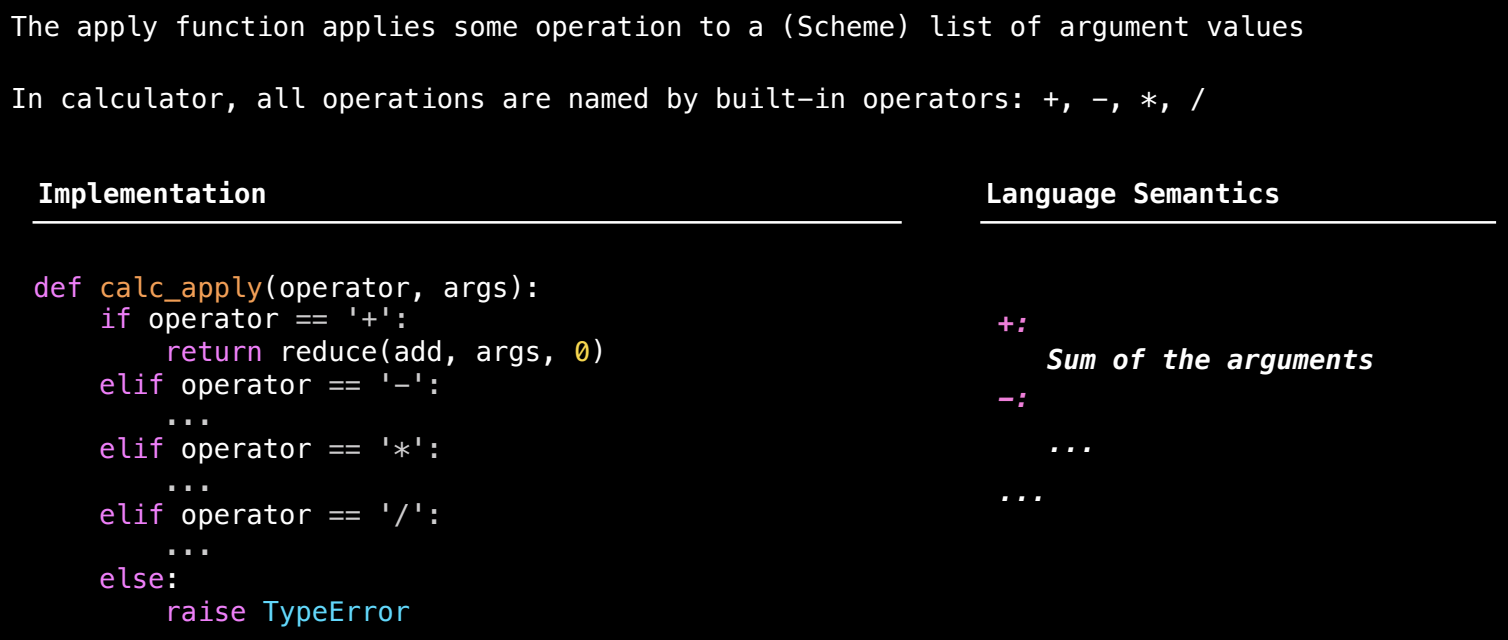 The apply function applies some operation to a (Scheme) list of argument values
In calculator, all operations are named by built-in operators: +, -, *, /
Implementation
def calc_apply(operator, args):
    if operator == '+':
        return reduce(add, args, 0)
    elif operator == '-':
        ...
    elif operator == '*':
        ...
    elif operator == '/':
        ...
    else:
        raise TypeError
Language Semantics
+:
Sum of the arguments
-:
...
...